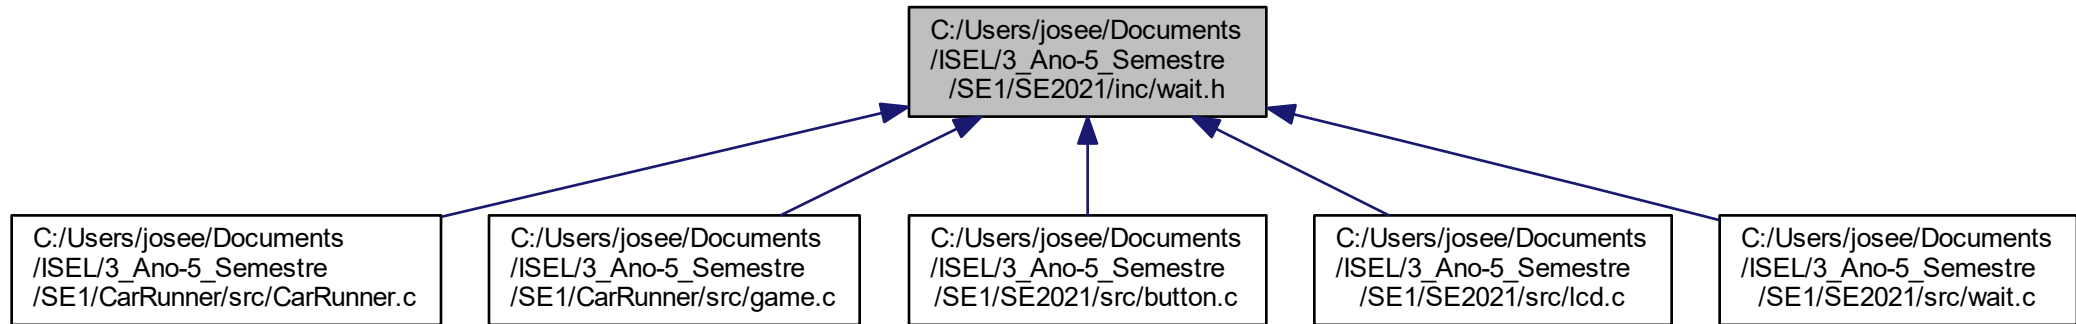 C:/Users/josee/Documents
/ISEL/3_Ano-5_Semestre
/SE1/SE2021/inc/wait.h
C:/Users/josee/Documents
/ISEL/3_Ano-5_Semestre
/SE1/CarRunner/src/CarRunner.c
C:/Users/josee/Documents
/ISEL/3_Ano-5_Semestre
/SE1/CarRunner/src/game.c
C:/Users/josee/Documents
/ISEL/3_Ano-5_Semestre
/SE1/SE2021/src/button.c
C:/Users/josee/Documents
/ISEL/3_Ano-5_Semestre
/SE1/SE2021/src/lcd.c
C:/Users/josee/Documents
/ISEL/3_Ano-5_Semestre
/SE1/SE2021/src/wait.c